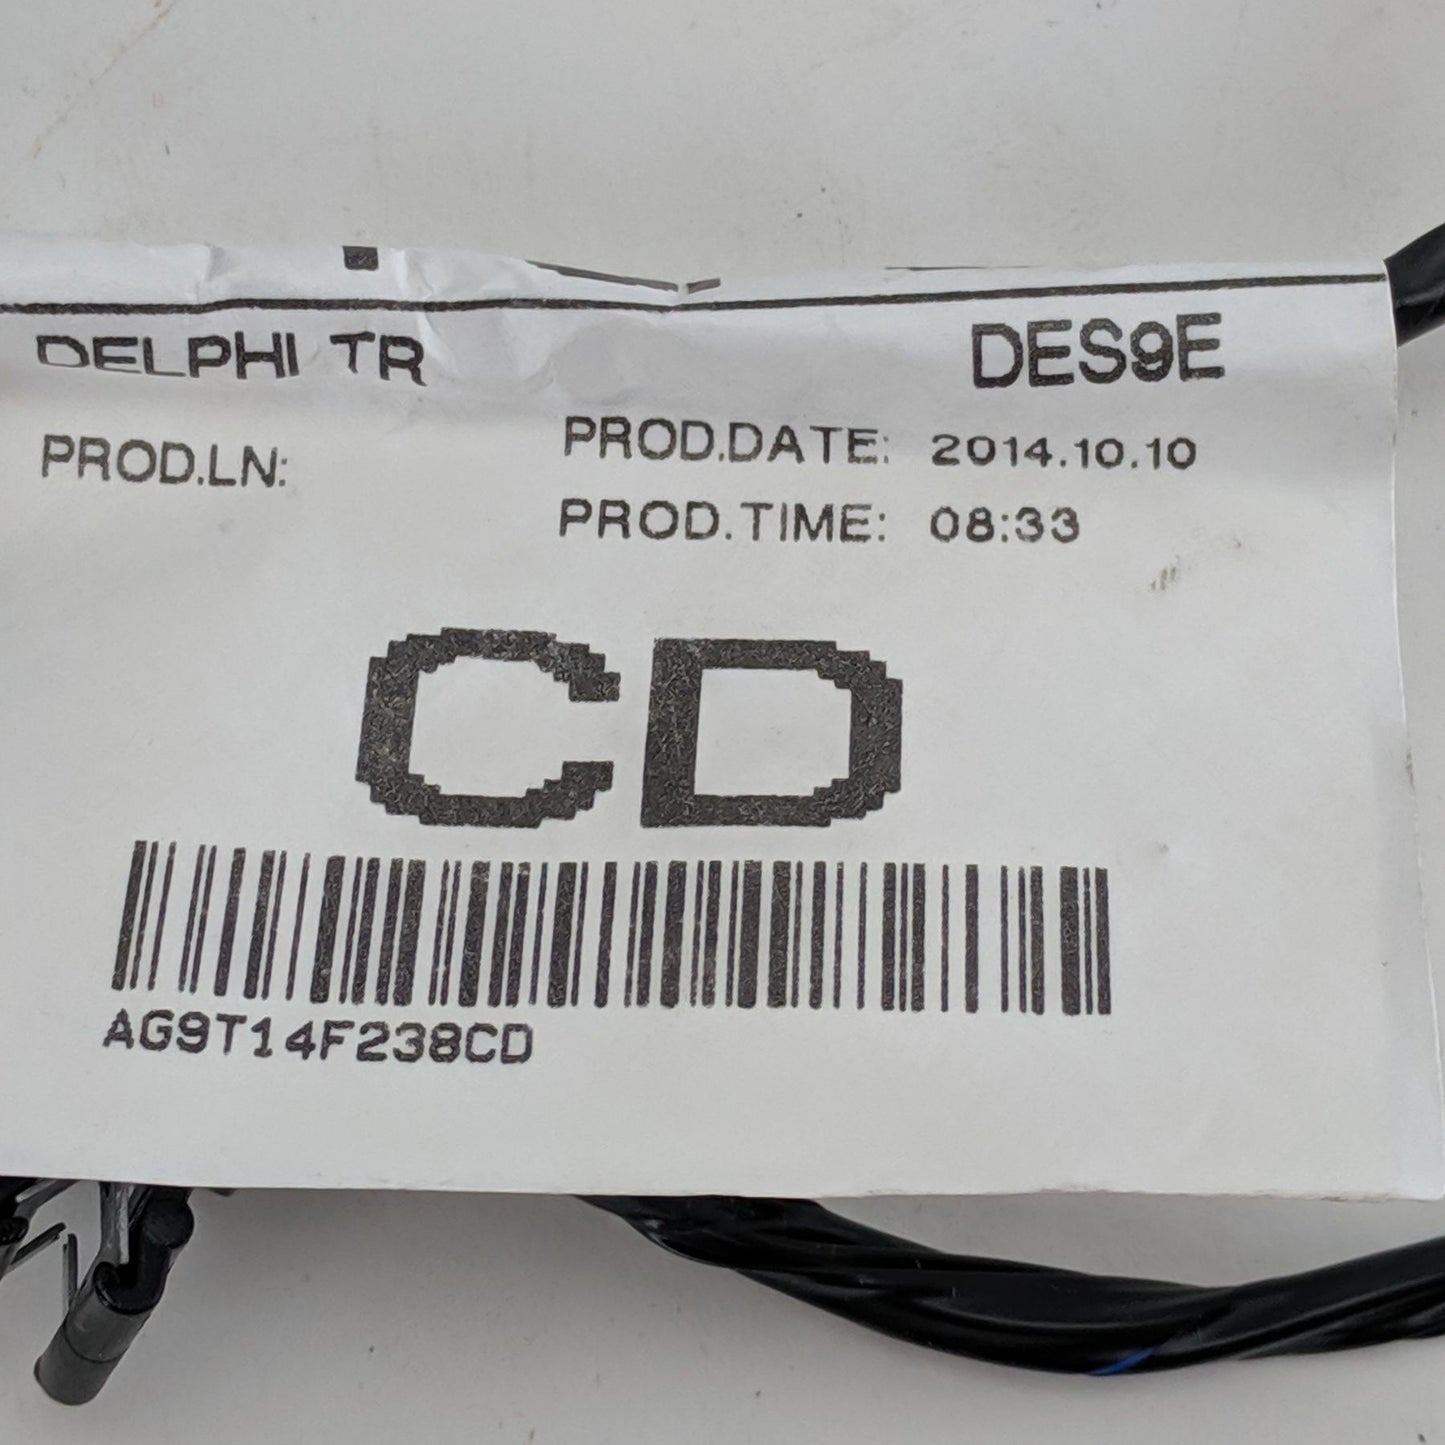 DELPHI TR DES9E
PROD.LN: PROD.DATE: 2014.10.10
PROD.TIME: 08:33
CD
AG9T14F238CD